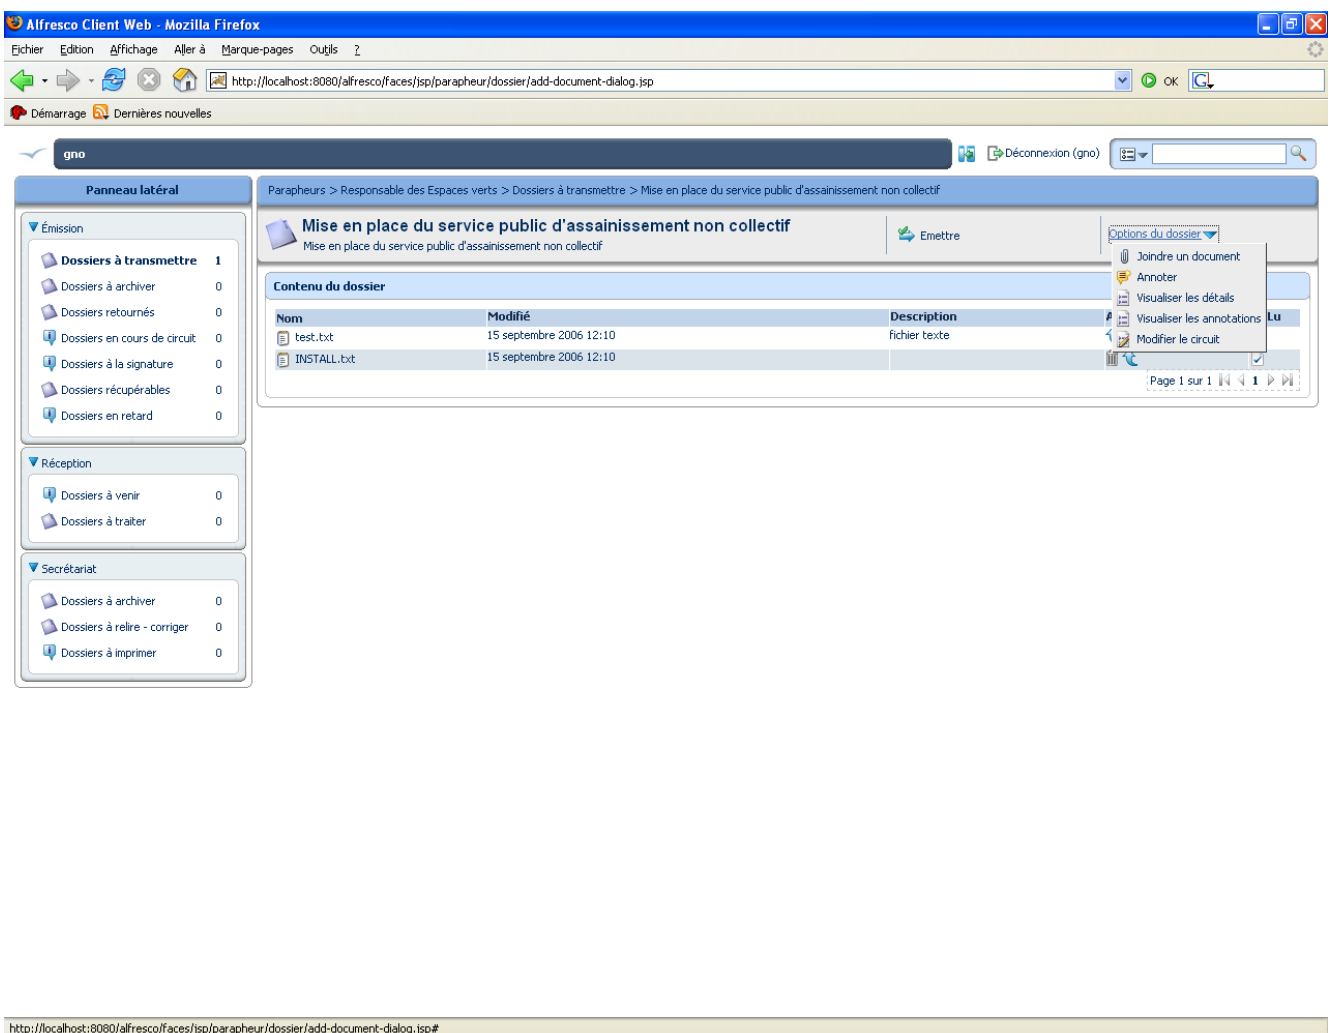 Alfresco Client Web - Mozilla Firefox
Fichier Edition Affichage Aller à Marque-pages Outils ?
http://localhost:8080/alfresco/faces/jsp/parapheur/dossier/add-document-dialog.jsp OK G
Démarrage Dernières nouvelles
gno Déconnexion (gno)
Panneau latéral
Parapheurs > Responsable des Espaces verts > Dossiers à transmettre > Mise en place du service public d'assainissement non collectif
Émission
Dossiers à transmettre 1
Dossiers à archiver 0
Dossiers retournés 0
Dossiers en cours de circuit 0
Dossiers à la signature 0
Dossiers récupérables 0
Dossiers en retard 0
Réception
Dossiers à venir 0
Dossiers à traiter 0
Secrétariat
Dossiers à archiver 0
Dossiers à relire - corriger 0
Dossiers à imprimer 0
Mise en place du service public d'assainissement non collectif
Mise en place du service public d'assainissement non collectif
Emettre
Options du dossier
Joindre un document
Annoter
Visualiser les détails
Visualiser les annotations
Modifier le circuit
Contenu du dossier
Nom Modifié Description Lu
test.txt 15 septembre 2006 12:10 fichier texte
INSTALL.txt 15 septembre 2006 12:10
Page 1 sur 1 1
http://localhost:8080/alfresco/faces/jsp/parapheur/dossier/add-document-dialog.jsp#